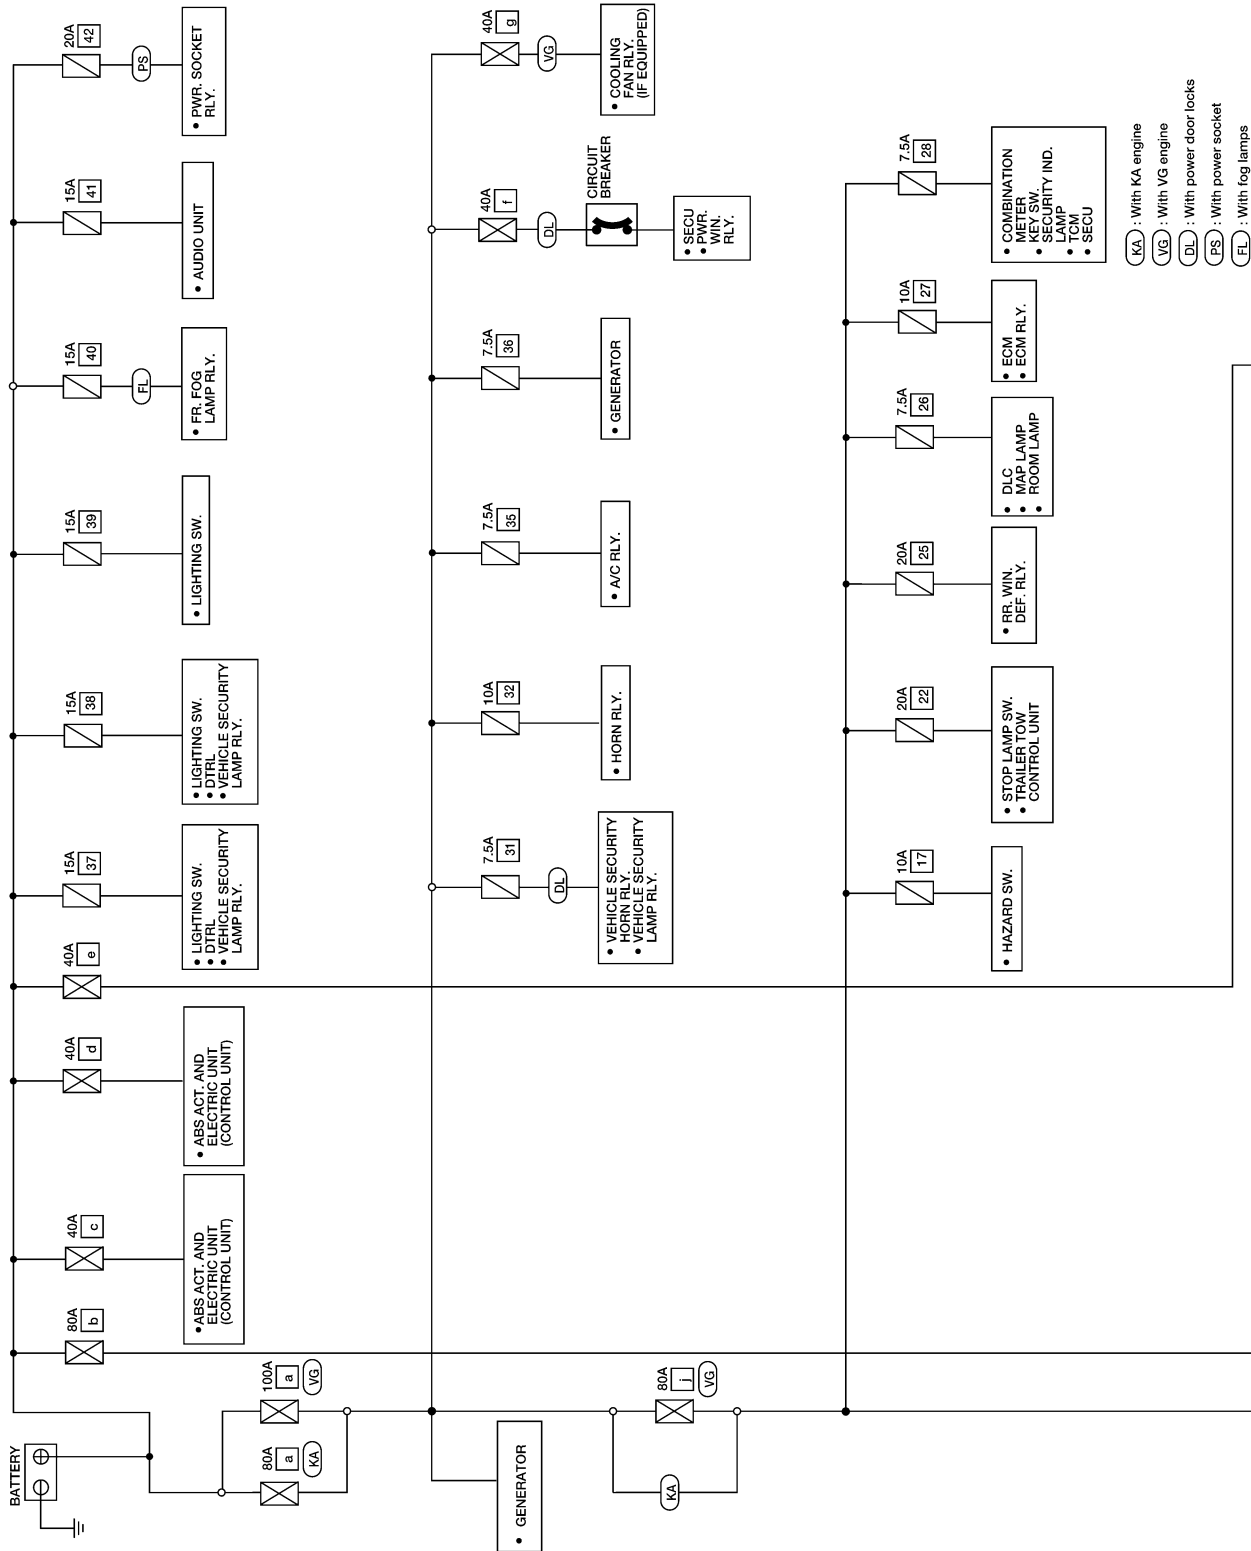 BATTERY
80A
b
40A
c
40A
d
40A
e
15A
37
15A
38
15A
39
15A
40
15A
41
20A
42
FL
PS
• ABS ACT. AND
ELECTRIC UNIT
(CONTROL UNIT)
• ABS ACT. AND
ELECTRIC UNIT
(CONTROL UNIT)
• LIGHTING SW.
• DTRL
• VEHICLE SECURITY
LAMP RLY.
• LIGHTING SW.
• DTRL
• VEHICLE SECURITY
LAMP RLY.
• LIGHTING SW.
• FR. FOG
LAMP RLY.
• AUDIO UNIT
• PWR. SOCKET
RLY.
80A
a
KA
100A
a
VG
• GENERATOR
7.5A
31
DL
10A
32
7.5A
35
7.5A
36
40A
f
DL
CIRCUIT
BREAKER
40A
g
VG
• VEHICLE SECURITY
HORN RLY.
• VEHICLE SECURITY
LAMP RLY.
• HORN RLY.
• A/C RLY.
• GENERATOR
• SECU
• PWR.
WIN.
RLY.
• COOLING
FAN RLY.
(IF EQUIPPED)
KA
80A
j
VG
10A
17
20A
22
20A
25
7.5A
26
10A
27
7.5A
28
• HAZARD SW.
• STOP LAMP SW.
• TRAILER TOW
CONTROL UNIT
• RR. WIN.
DEF. RLY.
• DLC
• MAP LAMP
• ROOM LAMP
• ECM
• ECM RLY.
• COMBINATION
METER
• KEY SW.
• SECURITY IND.
LAMP
• TCM
• SECU
KA : With KA engine
VG : With VG engine
DL : With power door locks
PS : With power socket
FL : With fog lamps